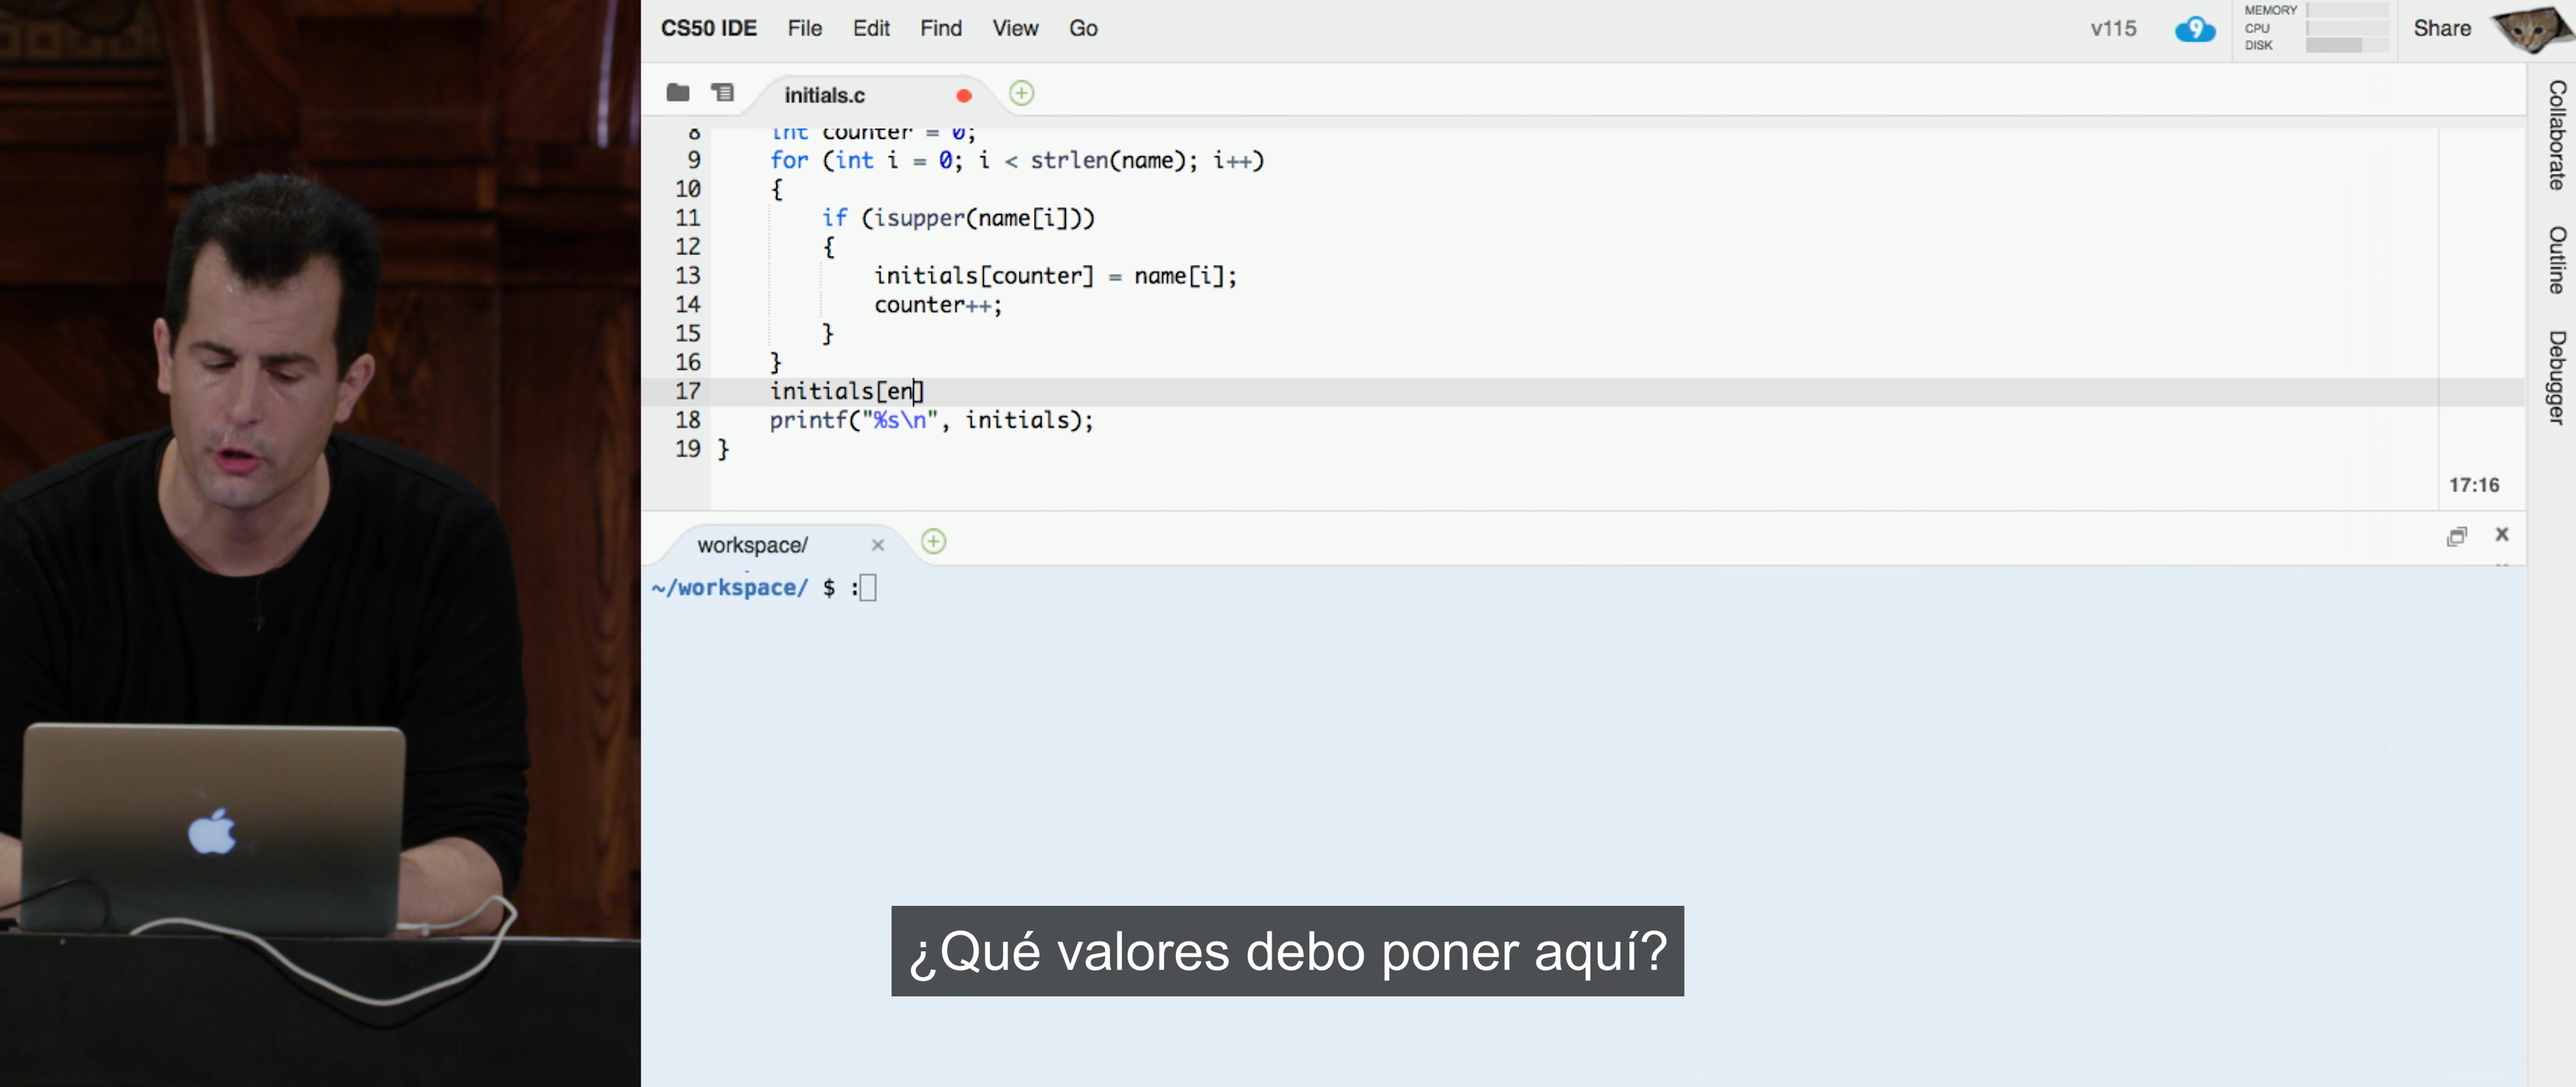 CS50 IDE File Edit Find View Go
v115
9
MEMORY
CPU
DISK
Share
initials.c
8 int counter = 0;
9 for (int i = 0; i < strlen(name); i++)
10 {
11 if (isupper(name[i]))
12 {
13 initials[counter] = name[i];
14 counter++;
15 }
16 }
17 initials[en]
18 printf("%s\n", initials);
19 }
17:16
Collaborate
Outline
Debugger
workspace/
~/workspace/ $ :
¿Qué valores debo poner aquí?